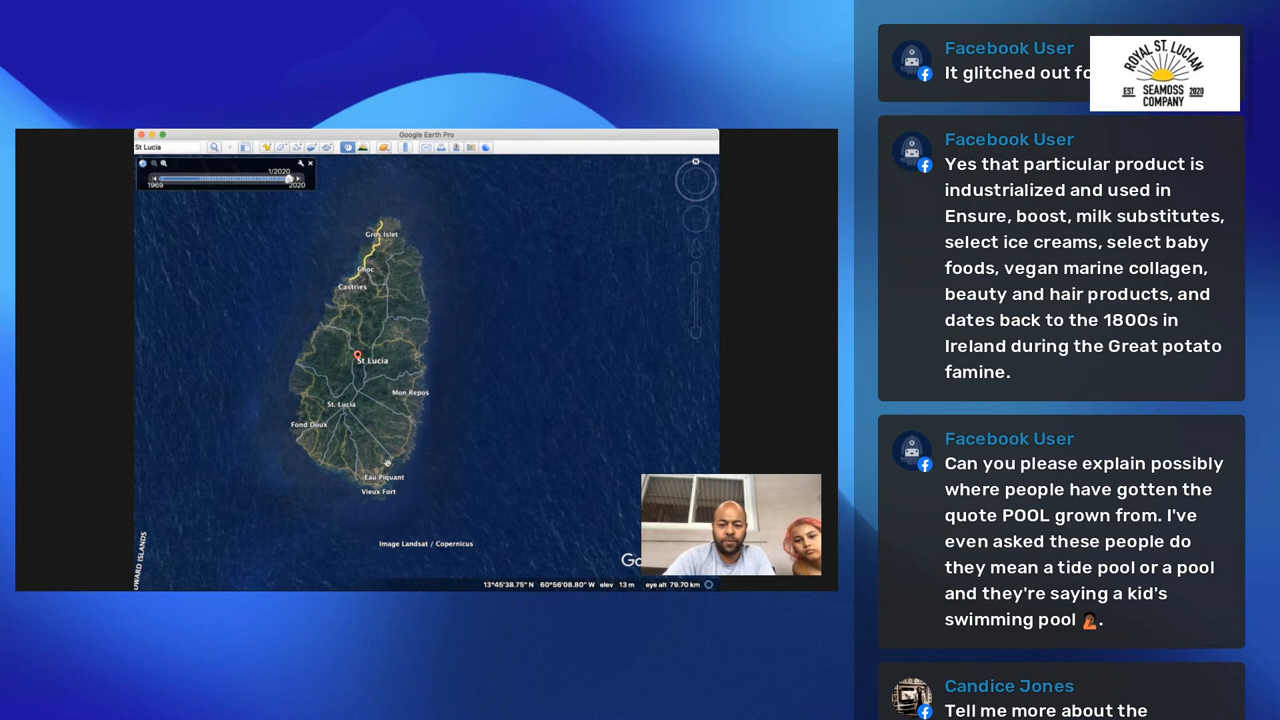 Google Earth Pro
St Lucia
1/2020
1969
2020
N
Gros Islet
Choc
Castries
St Lucia
Mon Repos
St. Lucia
Fond Doux
Eau Piquant
Vieux Fort
Image Landsat / Copernicus
Go
13°45'38.75" N 60°56'08.80" W elev 13 m eye alt 79.70 km
Facebook User
It glitched out fo
ROYAL ST. LUCIAN
EST 2020
SEAMOSS
COMPANY
Facebook User
Yes that particular product is
industrialized and used in
Ensure, boost, milk substitutes,
select ice creams, select baby
foods, vegan marine collagen,
beauty and hair products, and
dates back to the 1800s in
Ireland during the Great potato
famine.
Facebook User
Can you please explain possibly
where people have gotten the
quote POOL grown from. I've
even asked these people do
they mean a tide pool or a pool
and they're saying a kid's
swimming pool 🤦🏾.
Candice Jones
Tell me more about the